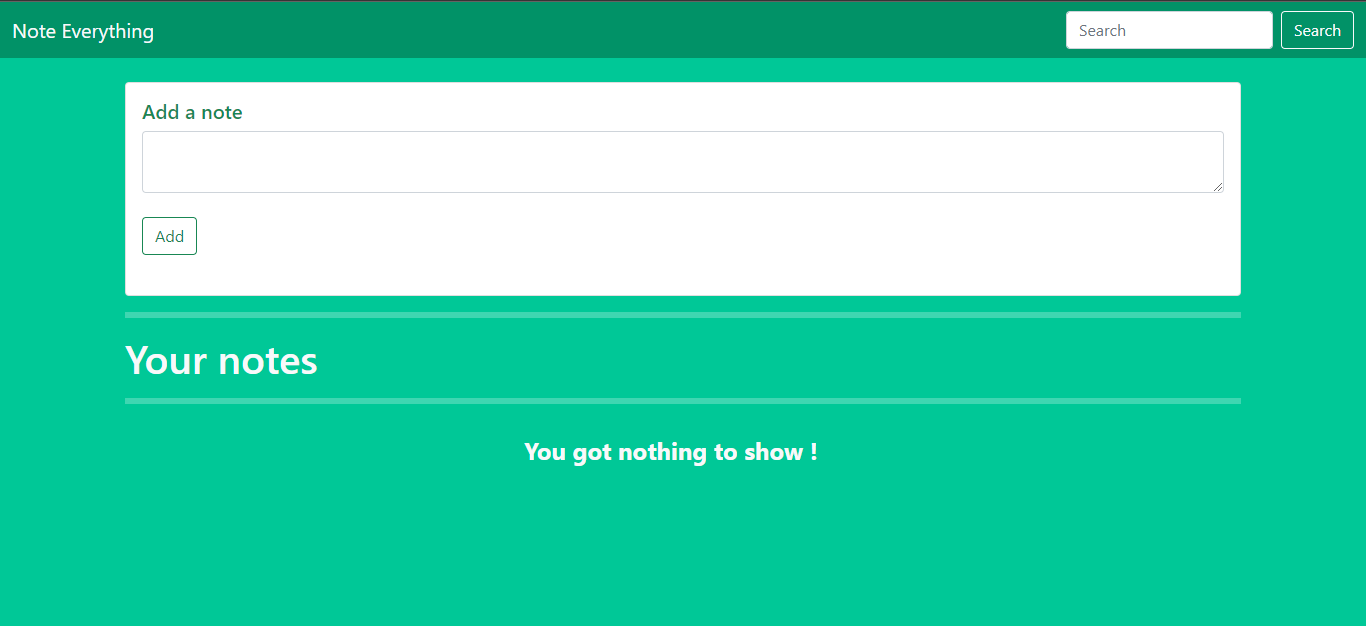 Note Everything
Search
Search
Add a note
Add
Your notes
You got nothing to show !